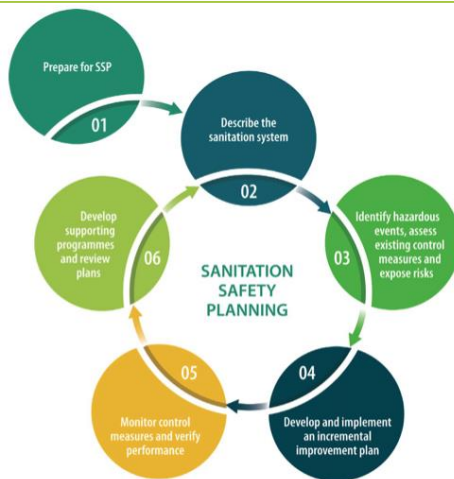 Prepare for SSP
01
Describe the
sanitation system
02
Identify hazardous
events, assess
existing control
measures and
expose risks
03
Develop and implement
an incremental
improvement plan
04
Monitor control
measures and verify
performance
05
Develop
supporting
programmes
and review
plans
06
SANITATION
SAFETY
PLANNING